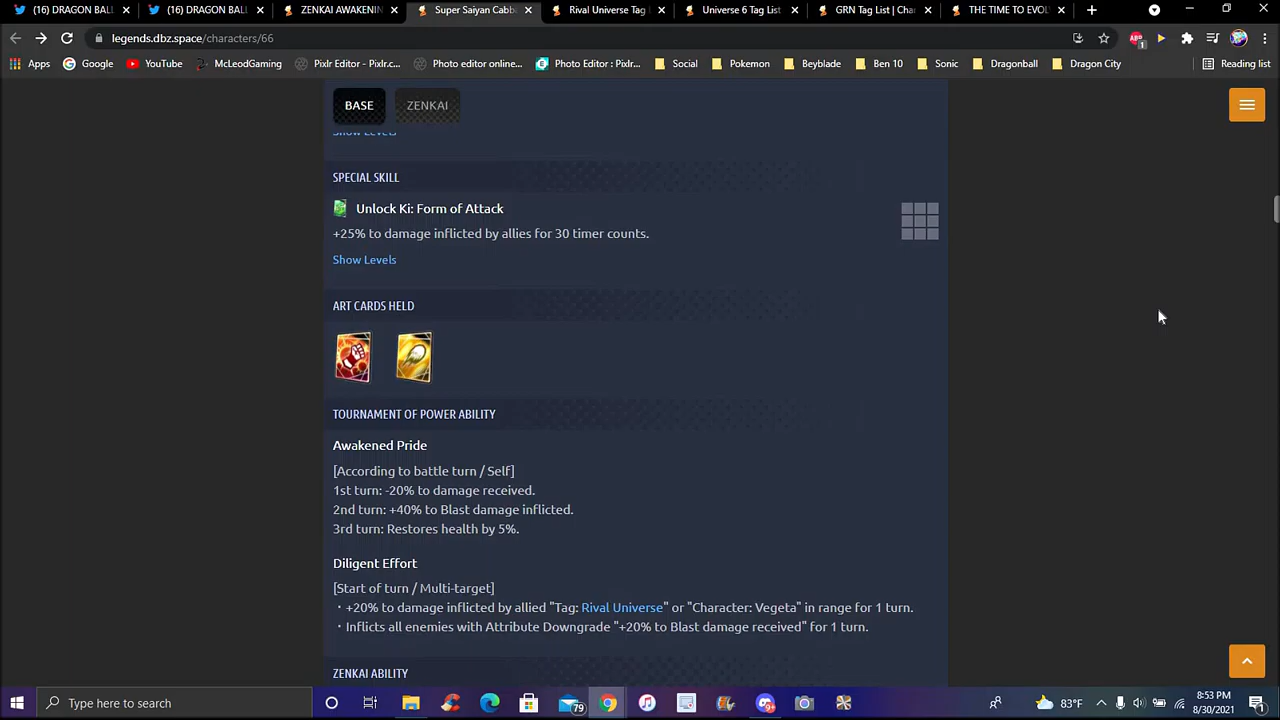 (16) DRAGON BALL
(16) DRAGON BALL
ZENKAI AWAKENIN
Super Saiyan Cabb
Rival Universe Tag
Universe 6 Tag List
GRN Tag List | Cha
THE TIME TO EVOL
legends.dbz.space/characters/66
1
Apps
Google
YouTube
McLeodGaming
Pixlr Editor - Pixlr.c...
Photo editor online...
Photo Editor : Pixlr...
Social
Pokemon
Beyblade
Ben 10
Sonic
Dragonball
Dragon City
Reading list
BASE
ZENKAI
Show Levels
SPECIAL SKILL
Unlock Ki: Form of Attack
+25% to damage inflicted by allies for 30 timer counts.
Show Levels
ART CARDS HELD
TOURNAMENT OF POWER ABILITY
Awakened Pride
[According to battle turn / Self]
1st turn: -20% to damage received.
2nd turn: +40% to Blast damage inflicted.
3rd turn: Restores health by 5%.
Diligent Effort
[Start of turn / Multi-target]
・+20% to damage inflicted by allied "Tag: Rival Universe" or "Character: Vegeta" in range for 1 turn.
・Inflicts all enemies with Attribute Downgrade "+20% to Blast damage received" for 1 turn.
ZENKAI ABILITY
Type here to search
79
83°F
8:53 PM
8/30/2021
1